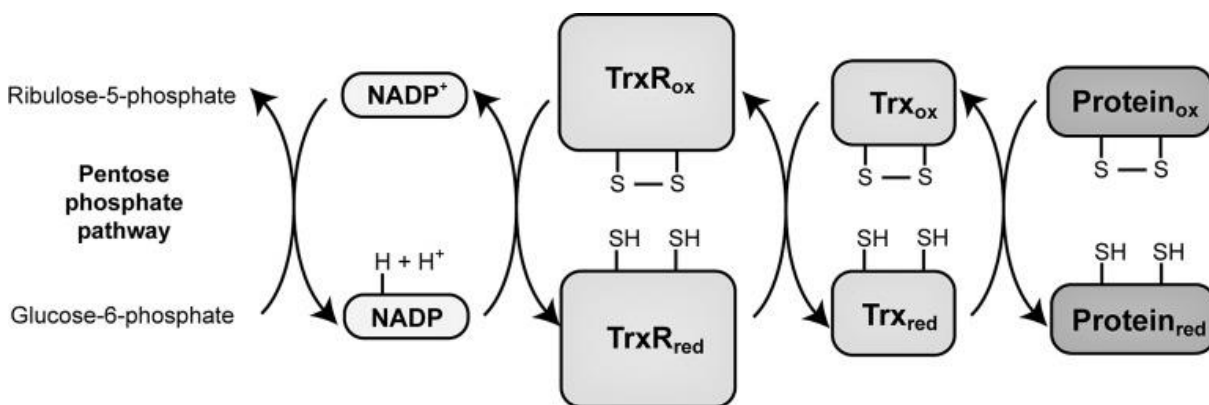 Ribulose-5-phosphate
NADP⁺
TrxRox
Trxox
Proteinox
S — S
S — S
S — S
Pentose
phosphate
pathway
SH SH
SH SH
SH SH
H + H⁺
Glucose-6-phosphate
NADP
TrxRred
Trxred
Proteinred